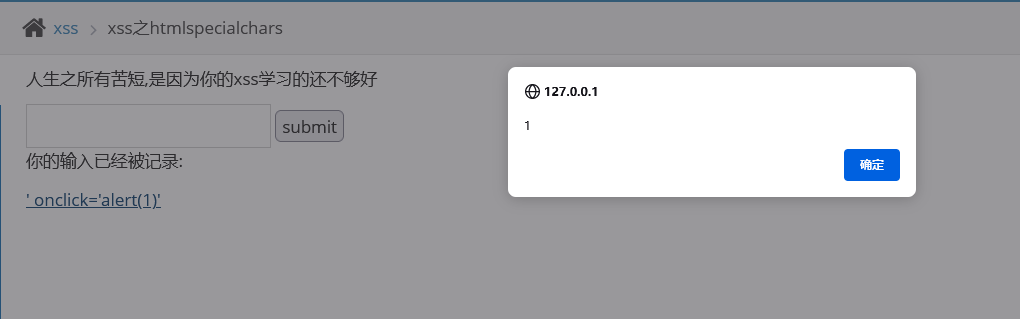 xss > xss之htmlspecialchars
人生之所有苦短,是因为你的xss学习的还不够好
submit
你的输入已经被记录:
' onclick='alert(1)'
127.0.0.1
1
确定